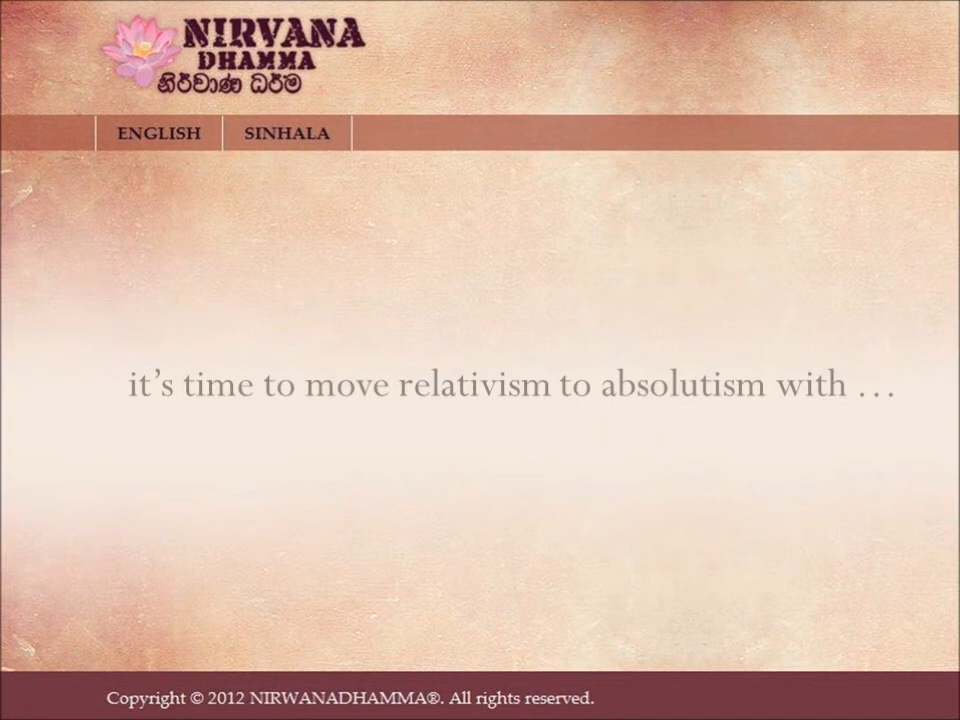 NIRVANA
DHAMMA
නිර්වාණ ධර්ම
ENGLISH SINHALA
it’s time to move relativism to absolutism with …
Copyright © 2012 NIRWANADHAMMA®. All rights reserved.